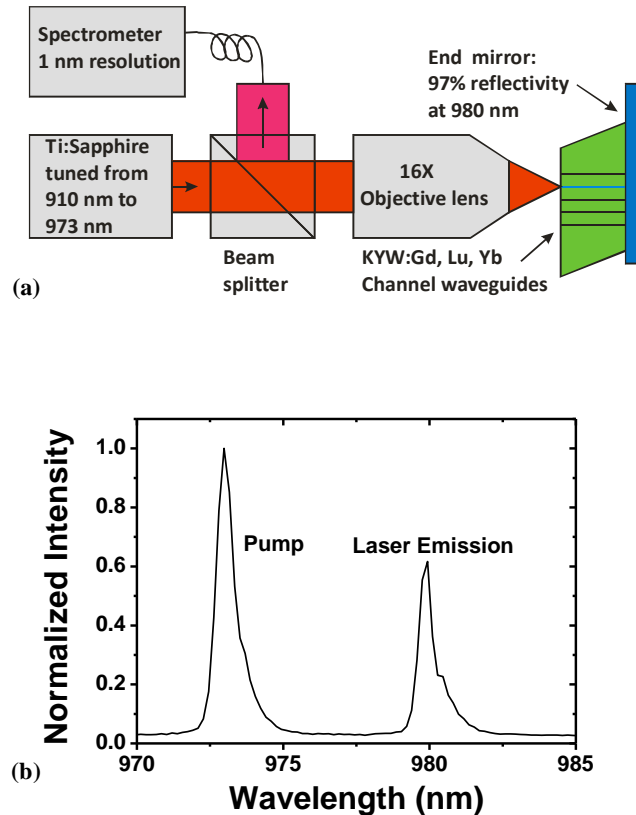 Spectrometer
1 nm resolution
End mirror:
97% reflectivity
at 980 nm
Ti:Sapphire
tuned from
910 nm to
973 nm
16X
Objective lens
Beam
splitter
KYW:Gd, Lu, Yb
Channel waveguides
(a)
1.0
0.8
0.6
0.4
0.2
0.0
Normalized Intensity
Pump
Laser Emission
970
975
980
985
Wavelength (nm)
(b)